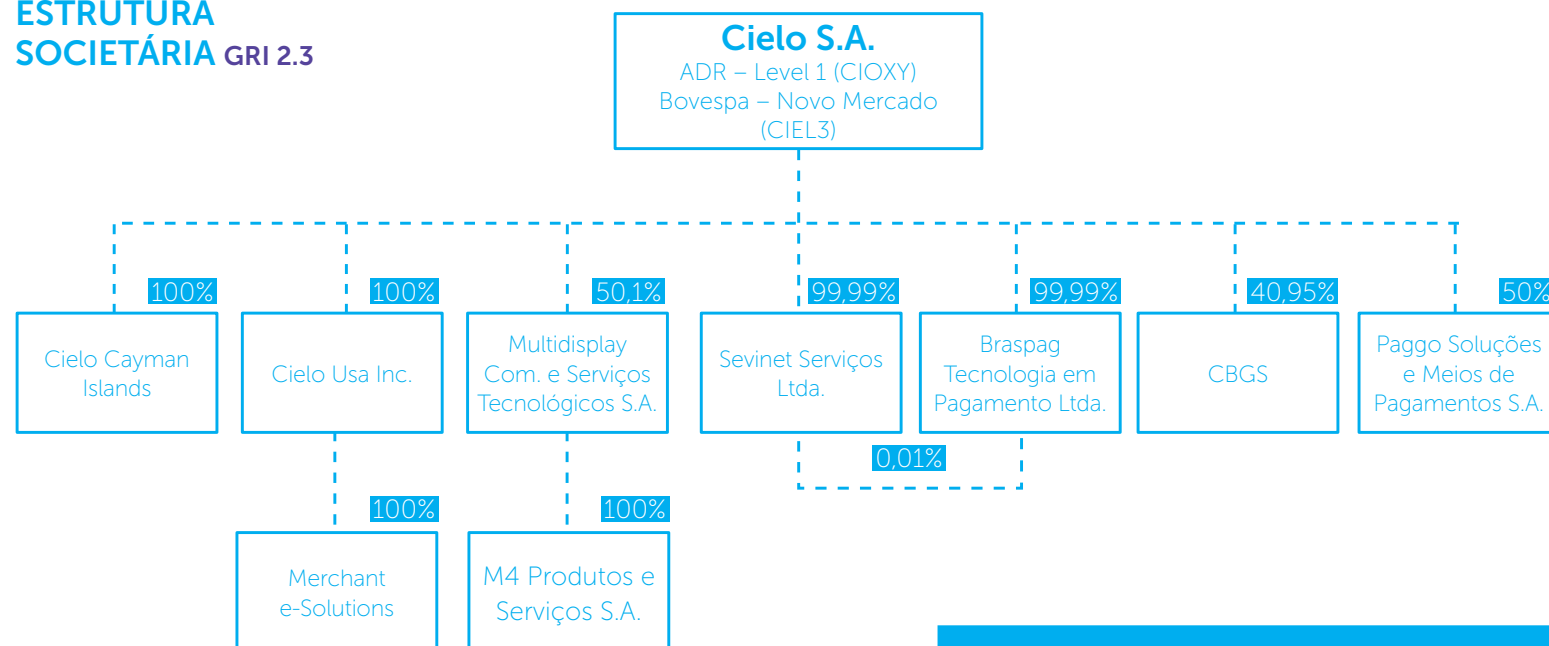 ESTRUTURA
SOCIETÁRIA GRI 2.3
Cielo S.A.
ADR – Level 1 (CIOXY)
Bovespa – Novo Mercado
(CIEL3)
100%
100%
50,1%
99,99%
99,99%
40,95%
50%
Cielo Cayman
Islands
Cielo Usa Inc.
Multidisplay
Com. e Serviços
Tecnológicos S.A.
Sevinet Serviços
Ltda.
Braspag
Tecnologia em
Pagamento Ltda.
CBGS
Paggo Soluções
e Meios de
Pagamentos S.A.
0,01%
100%
100%
Merchant
e-Solutions
M4 Produtos e
Serviços S.A.